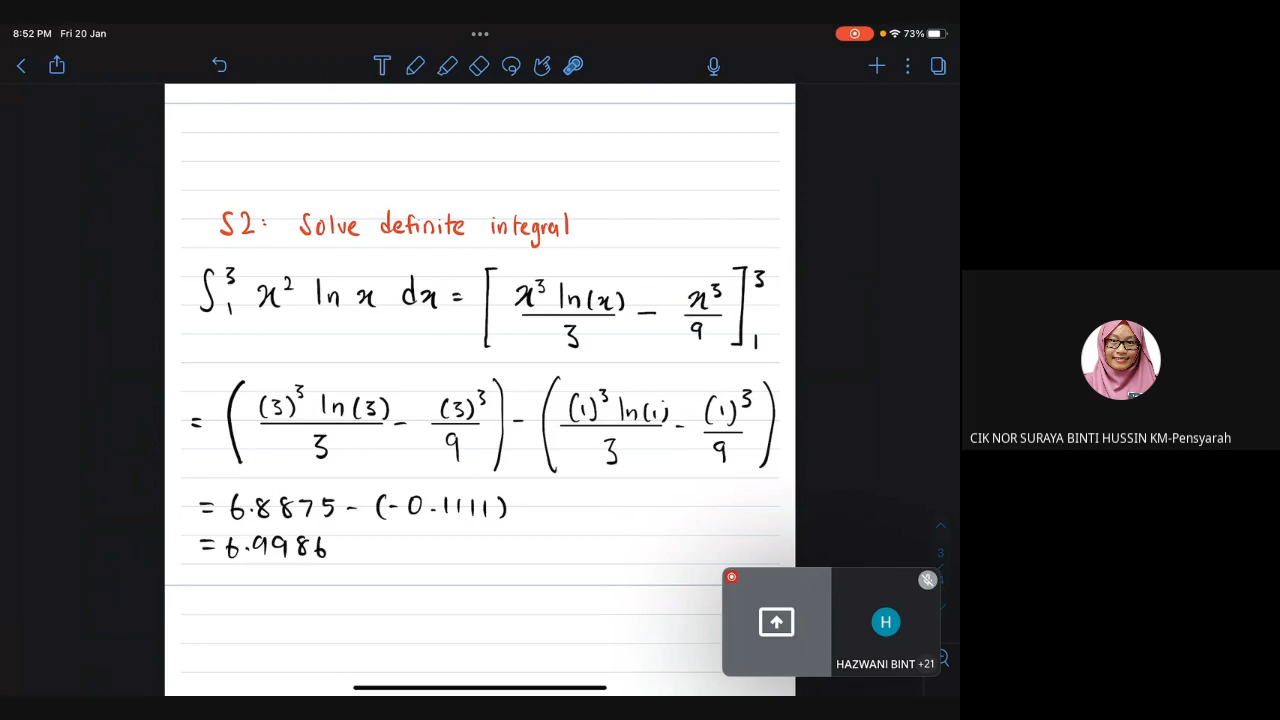 8:52 PM Fri 20 Jan
73%
S2: Solve definite integral
∫₁³ x² ln x dx = [ x³ ln(x)/3 − x³/9 ]₁³
= ( (3)³ ln(3)/3 − (3)³/9 ) − ( (1)³ ln(1)/3 − (1)³/9 )
= 6.8875 − (−0.1111)
= 6.9986
3
H
HAZWANI BINT +21
CIK NOR SURAYA BINTI HUSSIN KM-Pensyarah